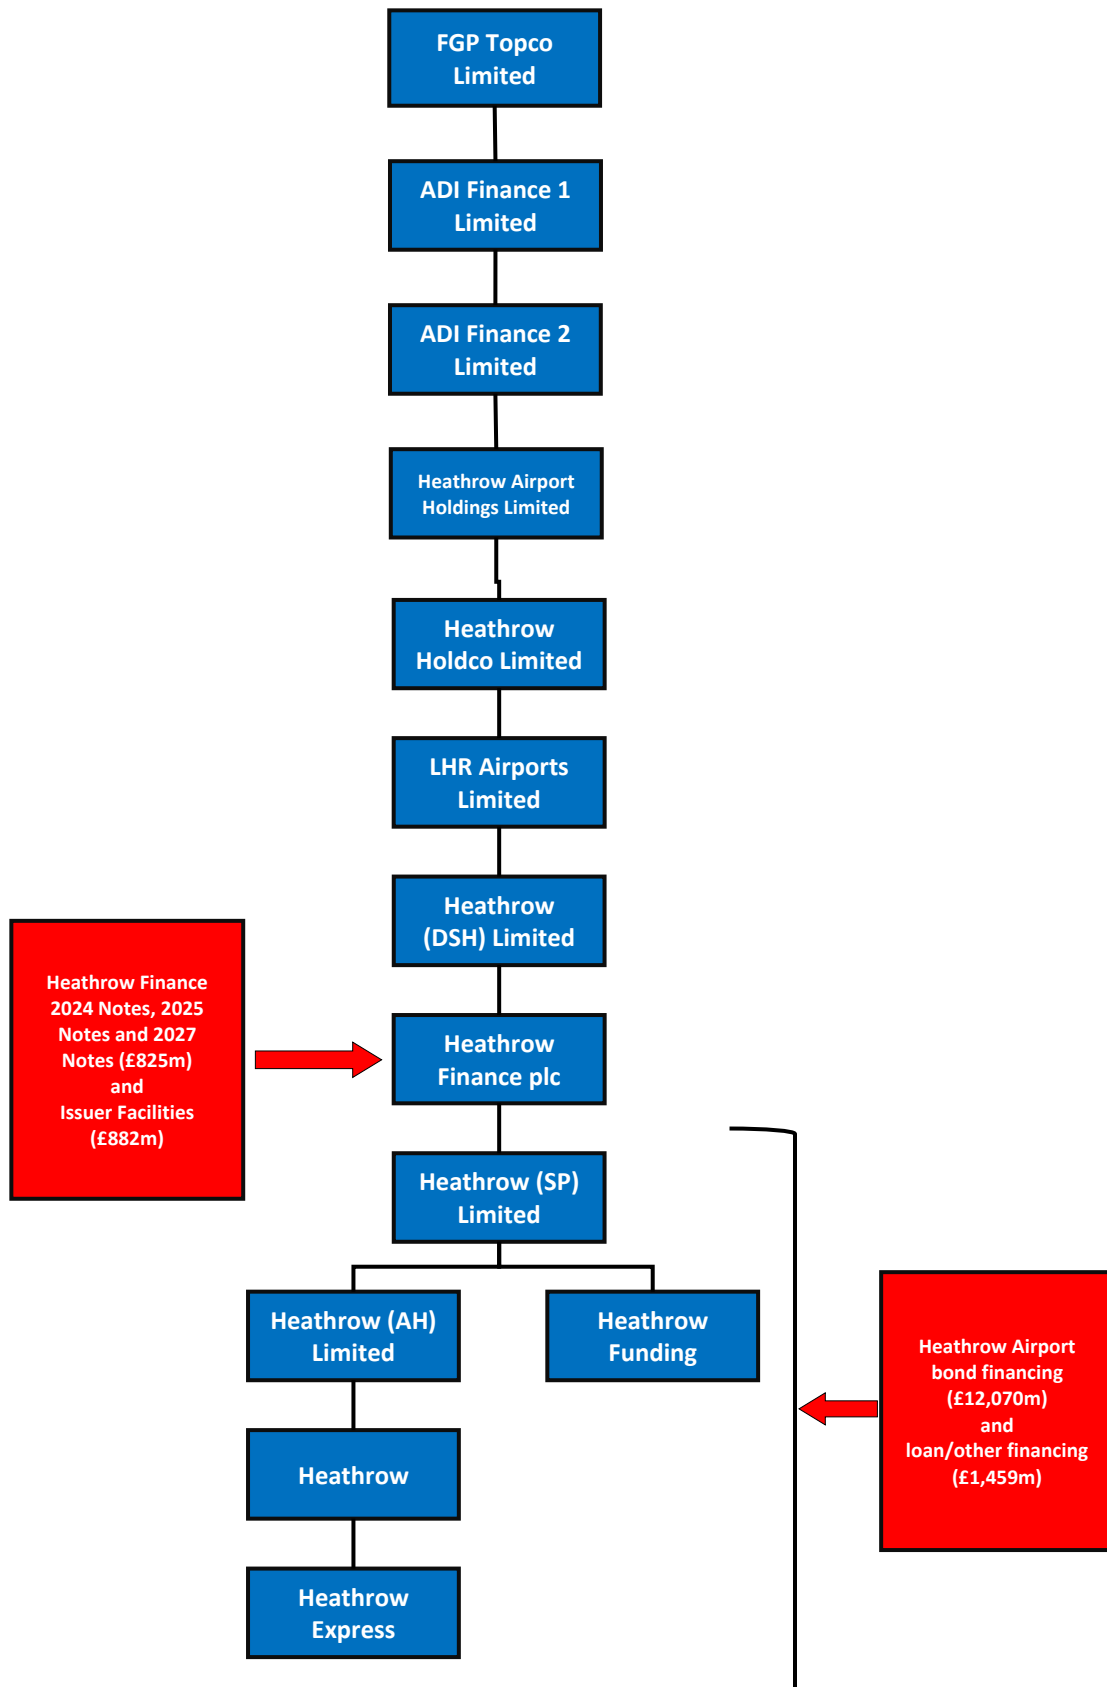 FGP Topco
Limited
ADI Finance 1
Limited
ADI Finance 2
Limited
Heathrow Airport
Holdings Limited
Heathrow
Holdco Limited
LHR Airports
Limited
Heathrow
(DSH) Limited
Heathrow Finance
2024 Notes, 2025
Notes and 2027
Notes (£825m)
and
Issuer Facilities
(£882m)
Heathrow
Finance plc
Heathrow (SP)
Limited
Heathrow (AH)
Limited
Heathrow
Funding
Heathrow Airport
bond financing
(£12,070m)
and
loan/other financing
(£1,459m)
Heathrow
Heathrow
Express